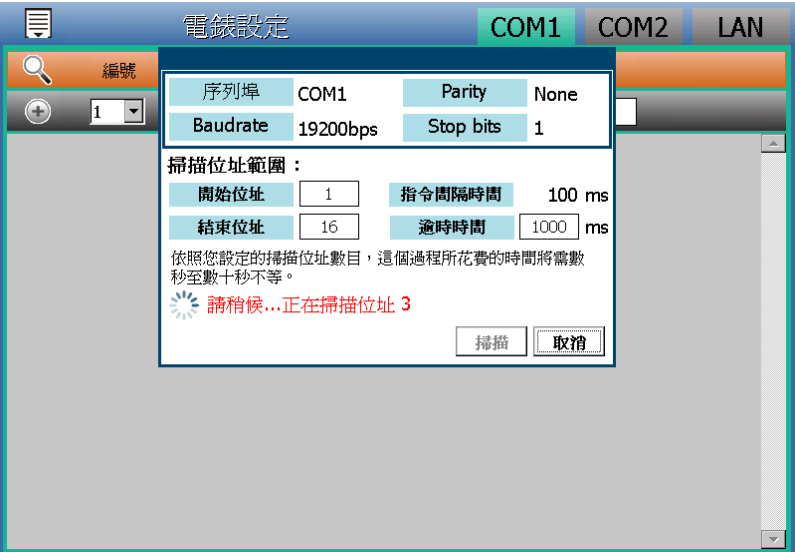 電錶設定 COM1 COM2 LAN
編號
1
序列埠 COM1 Parity None
Baudrate 19200bps Stop bits 1
掃描位址範圍：
開始位址 1 指令間隔時間 100 ms
結束位址 16 逾時時間 1000 ms
依照您設定的掃描位址數目，這個過程所花費的時間將需數
秒至數十秒不等。
請稍候...正在掃描位址 3
掃描 取消